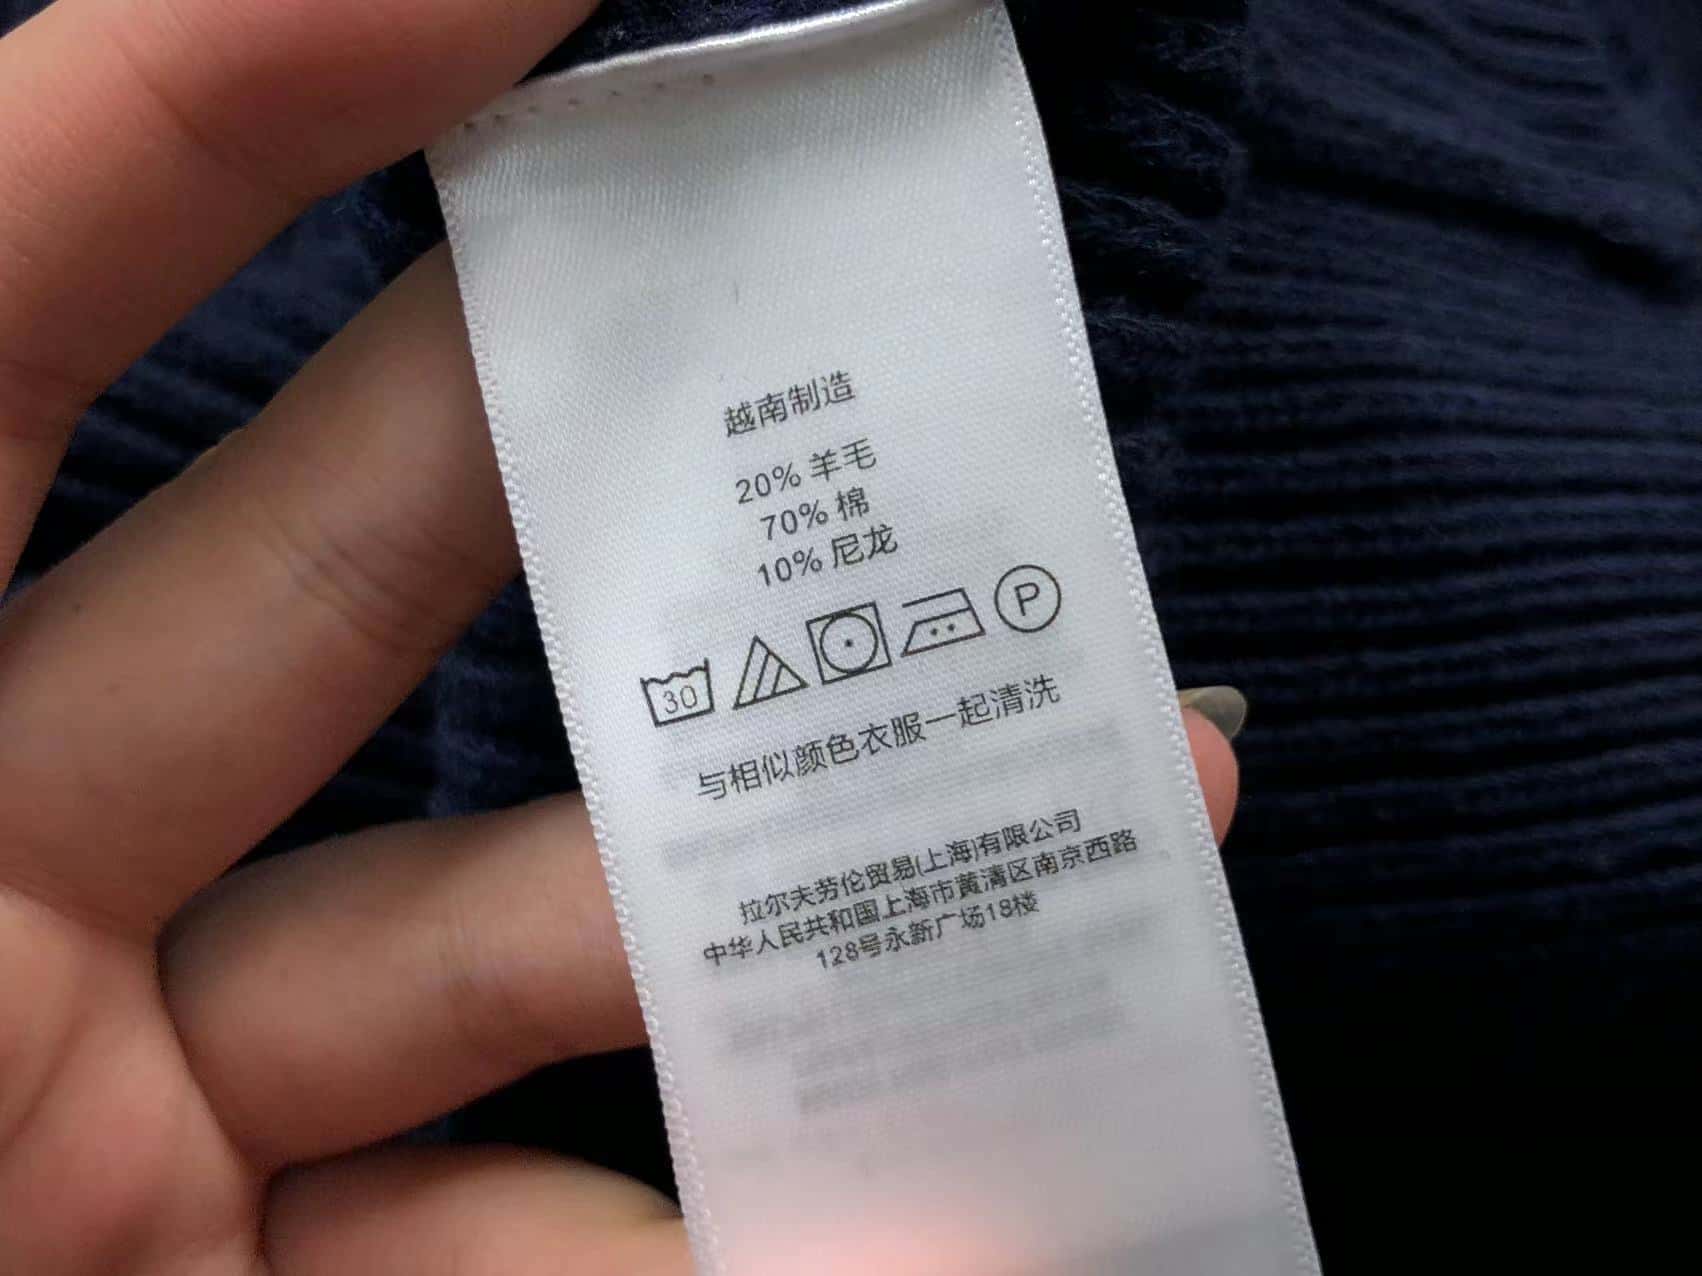 越南制造
20% 羊毛
70% 棉
10% 尼龙
30 P
与相似颜色衣服一起清洗
拉尔夫劳伦贸易(上海)有限公司
中华人民共和国上海市黄清区南京西路
128号永新广场18楼